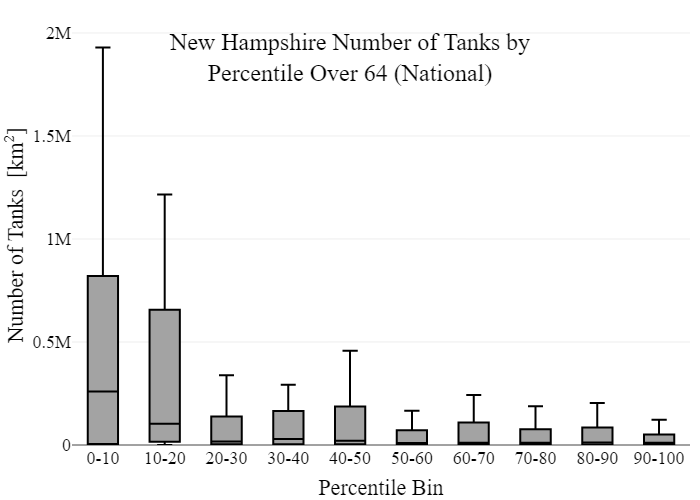 New Hampshire Number of Tanks by
Percentile Over 64 (National)
Number of Tanks [km²]
2M
1.5M
1M
0.5M
0
0-10 10-20 20-30 30-40 40-50 50-60 60-70 70-80 80-90 90-100
Percentile Bin